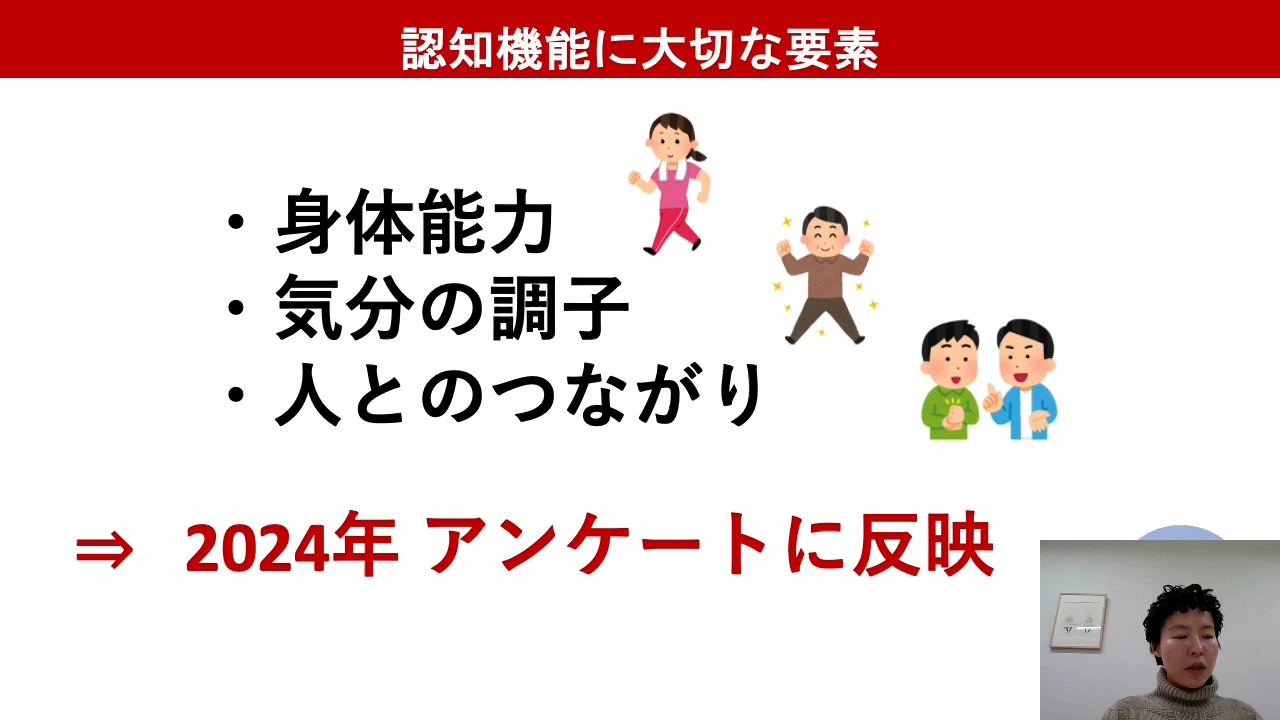 認知機能に大切な要素
・身体能力
・気分の調子
・人とのつながり
⇒ 2024年 アンケートに反映